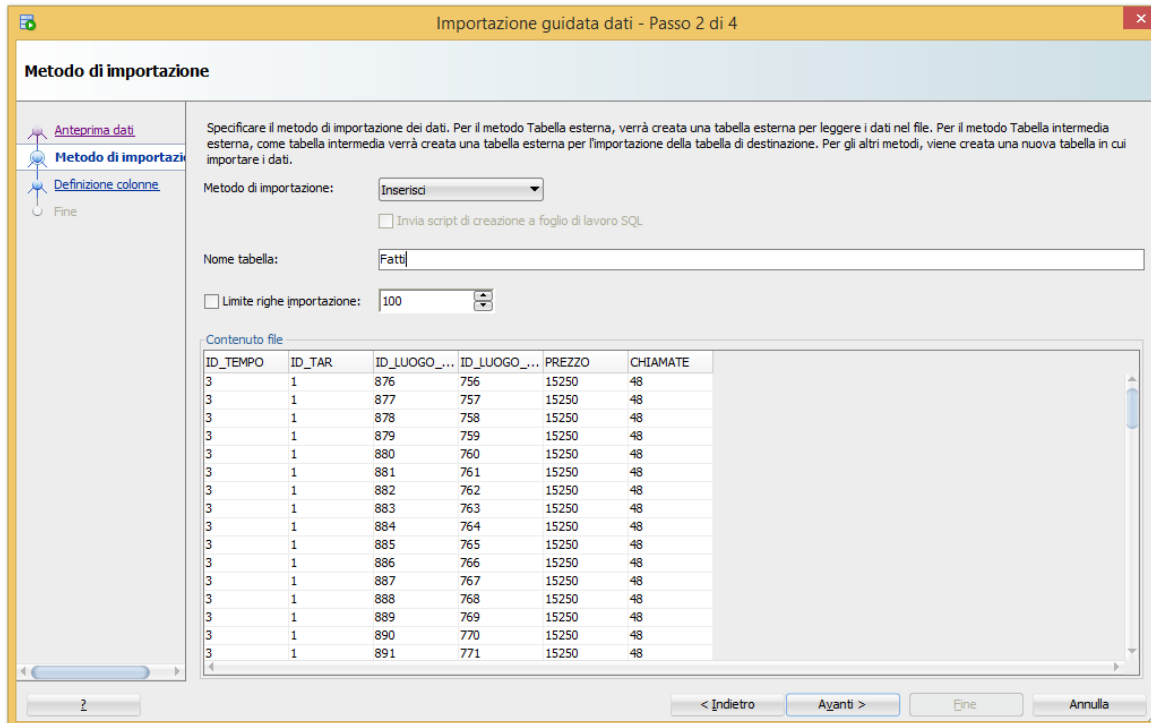 Importazione guidata dati - Passo 2 di 4
Metodo di importazione
Anteprima dati
Metodo di importazi
Definizione colonne
Fine
Specificare il metodo di importazione dei dati. Per il metodo Tabella esterna, verrà creata una tabella esterna per leggere i dati nel file. Per il metodo Tabella intermedia
esterna, come tabella intermedia verrà creata una tabella esterna per l'importazione della tabella di destinazione. Per gli altri metodi, viene creata una nuova tabella in cui
importare i dati.
Metodo di importazione: Inserisci
Invia script di creazione a foglio di lavoro SQL
Nome tabella: Fatti
Limite righe importazione: 100
Contenuto file
ID_TEMPO ID_TAR ID_LUOGO_... ID_LUOGO_... PREZZO CHIAMATE
3 1 876 756 15250 48
3 1 877 757 15250 48
3 1 878 758 15250 48
3 1 879 759 15250 48
3 1 880 760 15250 48
3 1 881 761 15250 48
3 1 882 762 15250 48
3 1 883 763 15250 48
3 1 884 764 15250 48
3 1 885 765 15250 48
3 1 886 766 15250 48
3 1 887 767 15250 48
3 1 888 768 15250 48
3 1 889 769 15250 48
3 1 890 770 15250 48
3 1 891 771 15250 48
? < Indietro Avanti > Fine Annulla